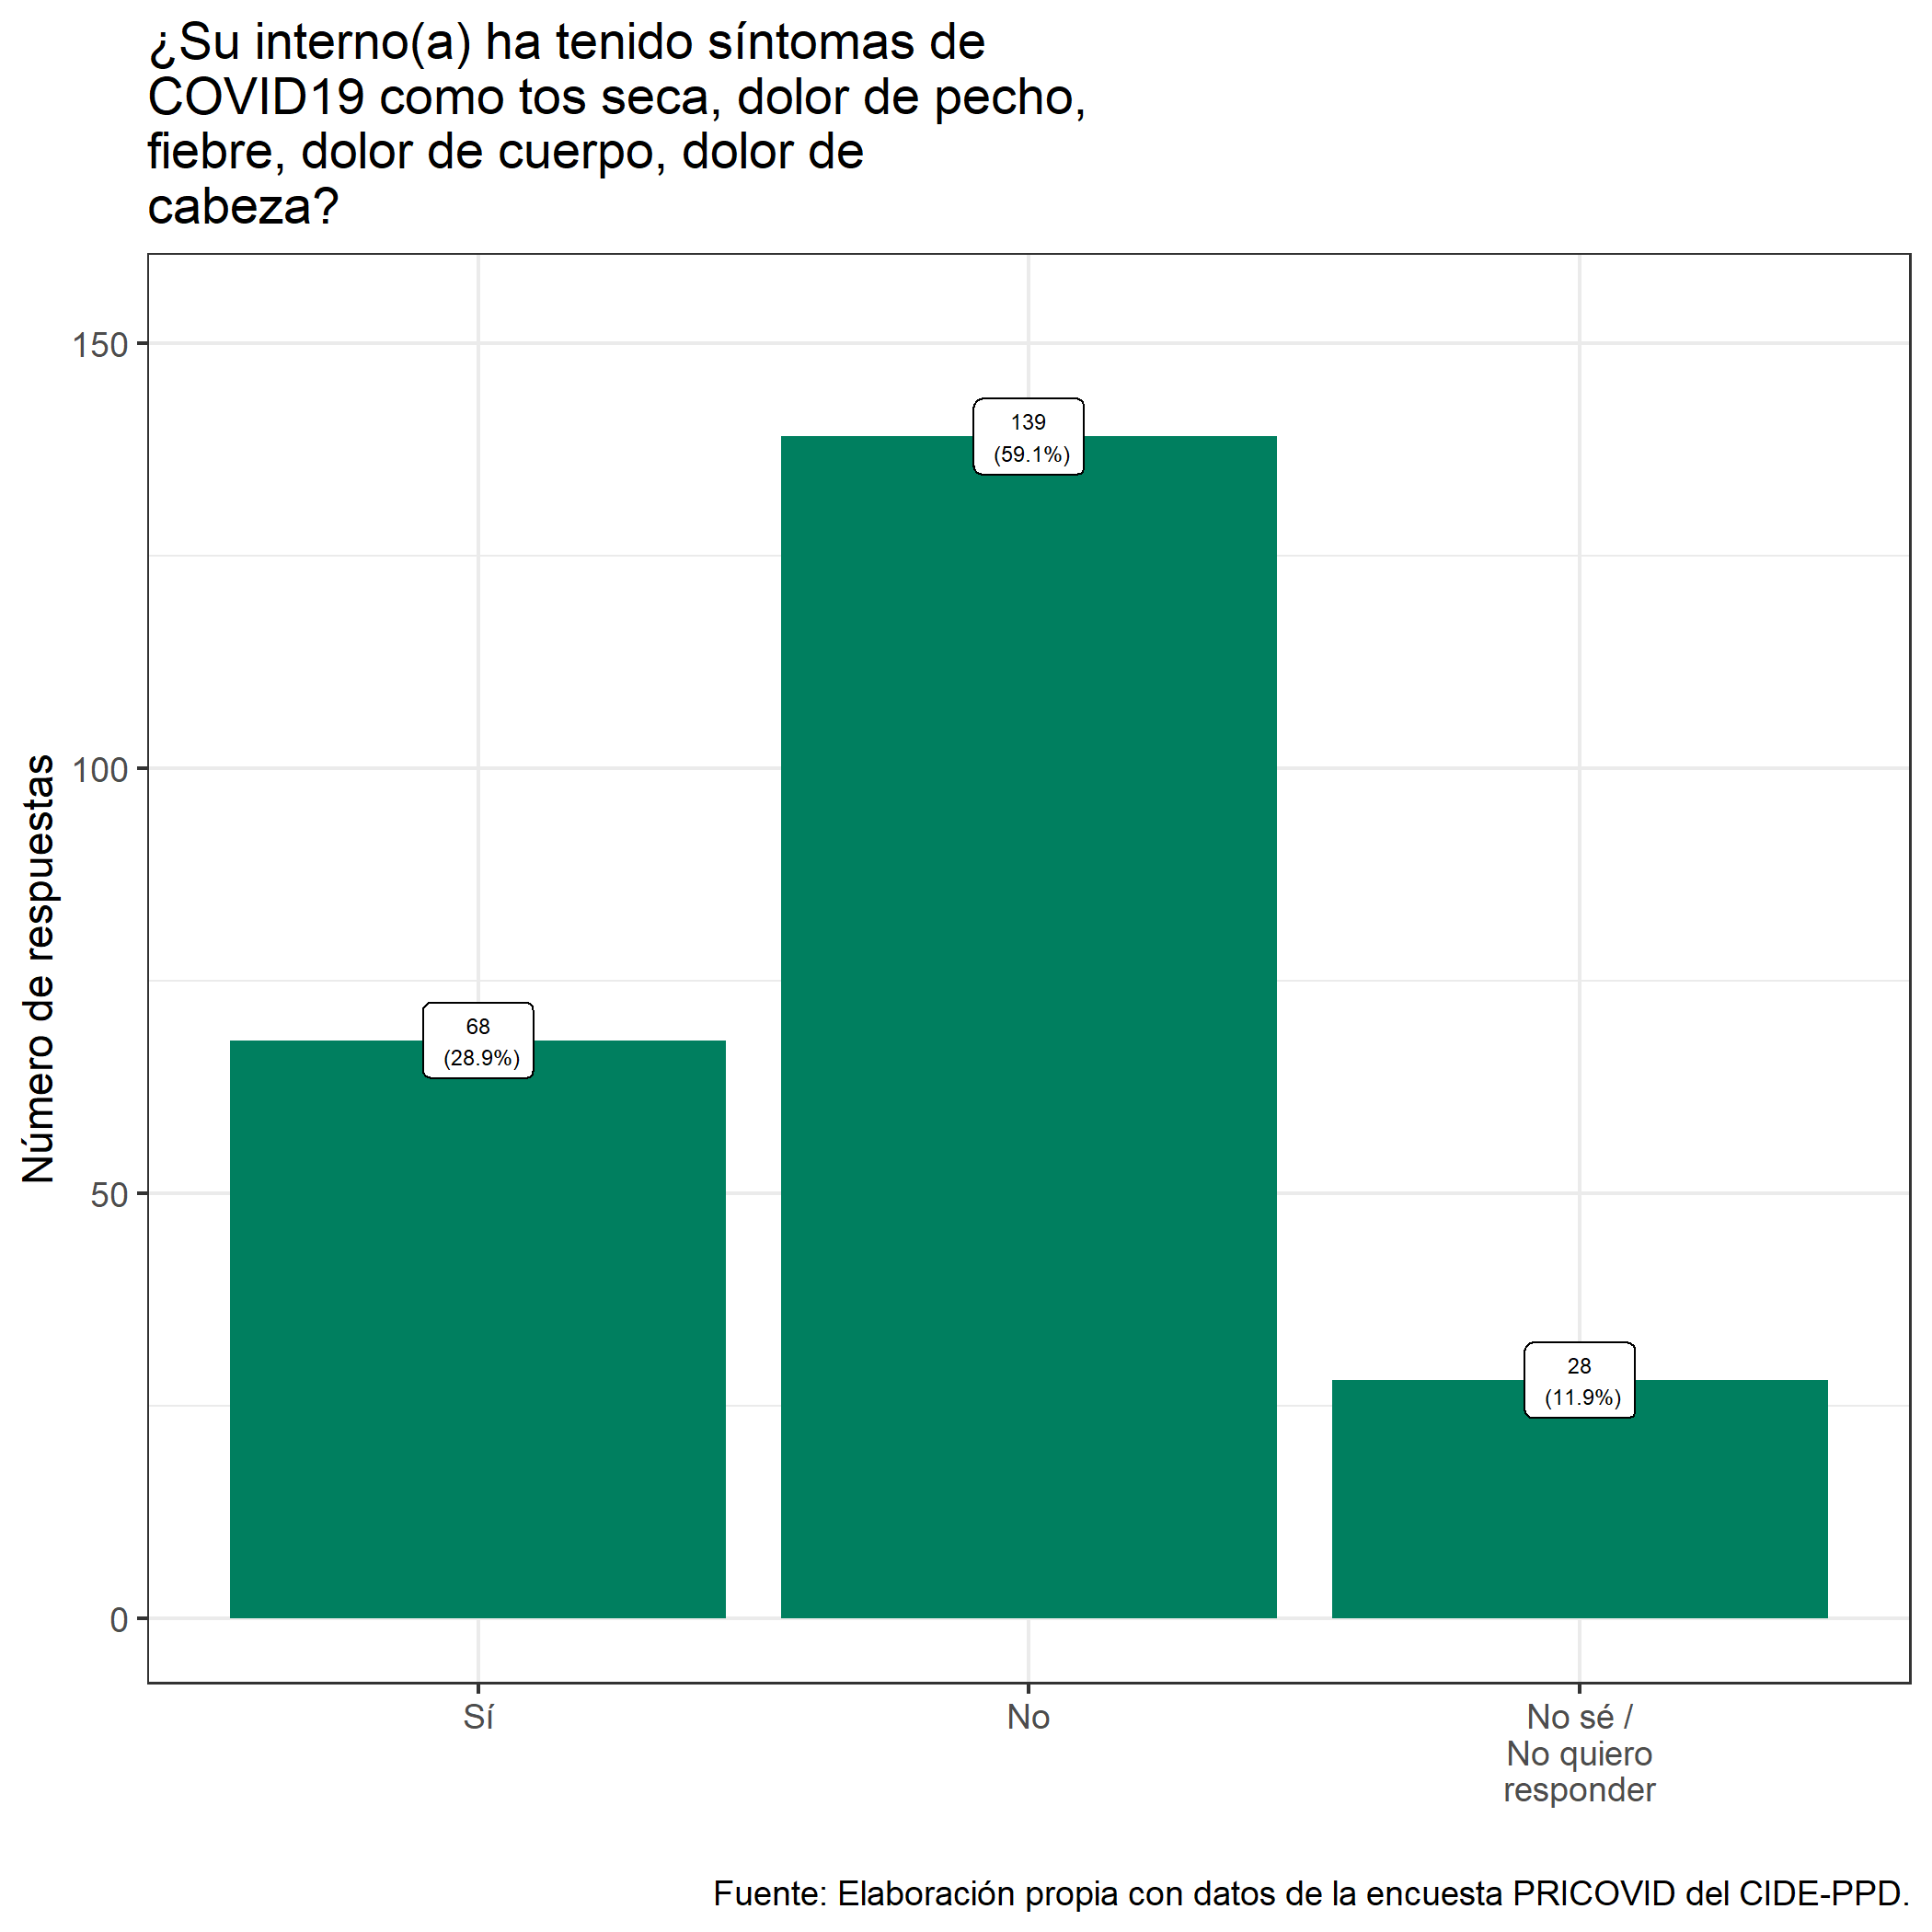 ¿Su interno(a) ha tenido síntomas de
COVID19 como tos seca, dolor de pecho,
fiebre, dolor de cuerpo, dolor de
cabeza?
Número de respuestas
150
100
50
0
68
(28.9%)
139
(59.1%)
28
(11.9%)
Sí
No
No sé /
No quiero
responder
Fuente: Elaboración propia con datos de la encuesta PRICOVID del CIDE-PPD.